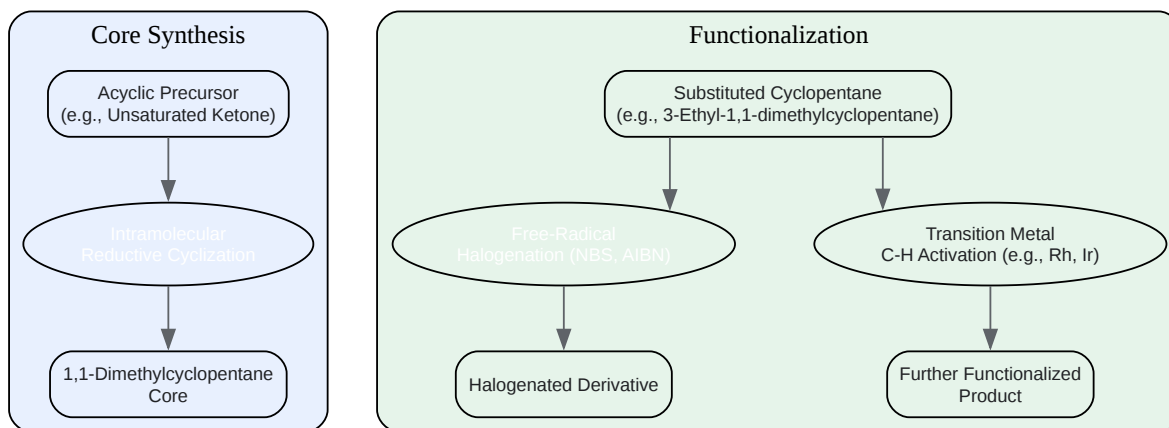 Core Synthesis
Acyclic Precursor
(e.g., Unsaturated Ketone)
Intramolecular
Reductive Cyclization
1,1-Dimethylcyclopentane
Core
Functionalization
Substituted Cyclopentane
(e.g., 3-Ethyl-1,1-dimethylcyclopentane)
Free-Radical
Halogenation (NBS, AIBN)
Transition Metal
C-H Activation (e.g., Rh, Ir)
Halogenated Derivative
Further Functionalized
Product